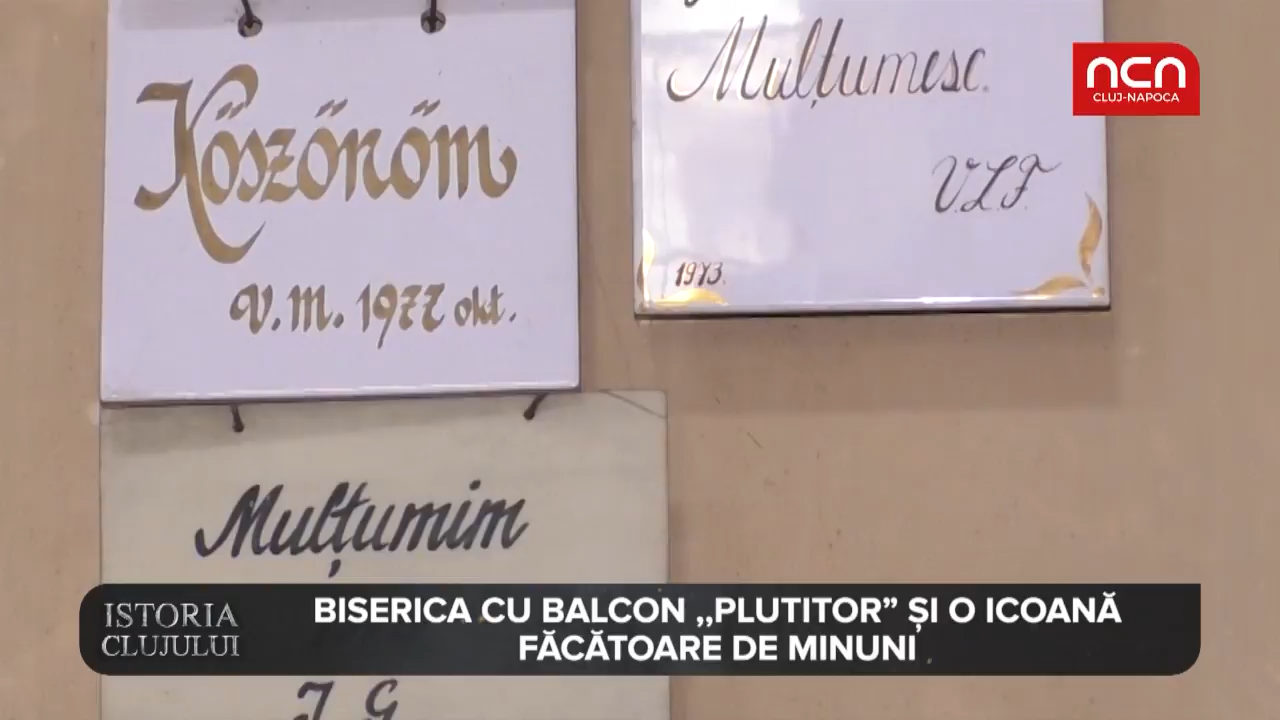 Köszönöm
V. M. 1977 okt.
Mulțumesc.
V.L.F.
1973.
Mulțumim
J G
ncn
CLUJ-NAPOCA
ISTORIA
CLUJULUI
BISERICA CU BALCON ,,PLUTITOR” ȘI O ICOANĂ
FĂCĂTOARE DE MINUNI